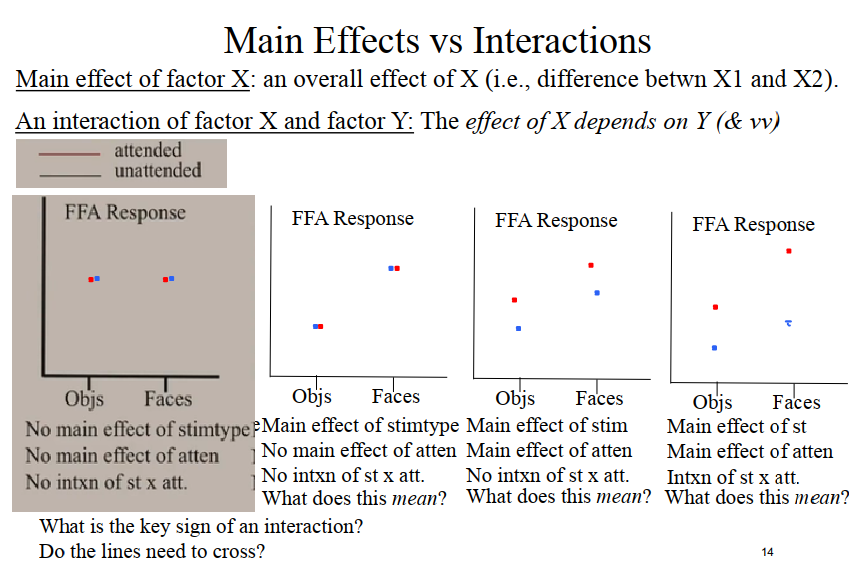 Main Effects vs Interactions
Main effect of factor X: an overall effect of X (i.e., difference betwn X1 and X2).
An interaction of factor X and factor Y: The effect of X depends on Y (& vv)
attended
unattended
FFA Response
Objs Faces
No main effect of stimtype
No main effect of atten
No intxn of st x att.
FFA Response
Objs Faces
Main effect of stimtype
No main effect of atten
No intxn of st x att.
What does this mean?
FFA Response
Objs Faces
Main effect of stim
Main effect of atten
No intxn of st x att.
What does this mean?
FFA Response
Objs Faces
Main effect of st
Main effect of atten
Intxn of st x att.
What does this mean?
What is the key sign of an interaction?
Do the lines need to cross?
14